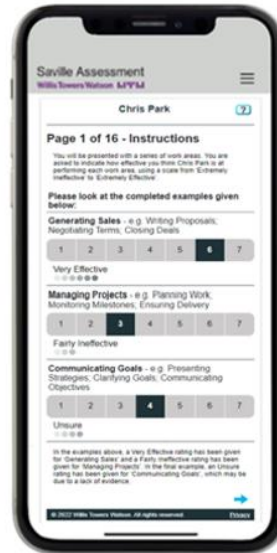 Saville Assessment
Willis Towers Watson
Chris Park
?
Page 1 of 16 - Instructions
You will be presented with a series of work areas. You are
asked to indicate how effective you think Chris Park is at
performing each work area, using a scale from 'Extremely
Ineffective' to 'Extremely Effective'.
Please look at the completed examples given
below:
Generating Sales - e.g. Writing Proposals;
Negotiating Terms; Closing Deals
1 2 3 4 5 6 7
Very Effective
Managing Projects - e.g. Planning Work;
Monitoring Milestones; Ensuring Delivery
1 2 3 4 5 6 7
Fairly Ineffective
Communicating Goals - e.g. Presenting
Strategies; Clarifying Goals; Communicating
Objectives
1 2 3 4 5 6 7
Unsure
In the examples above, a Very Effective rating has been given
for 'Generating Sales' and a Fairly Ineffective rating has been
given for 'Managing Projects'. In the final example, an Unsure
rating has been given for 'Communicating Goals', which may be
due to a lack of evidence.
© 2022 Willis Towers Watson. All rights reserved. Privacy